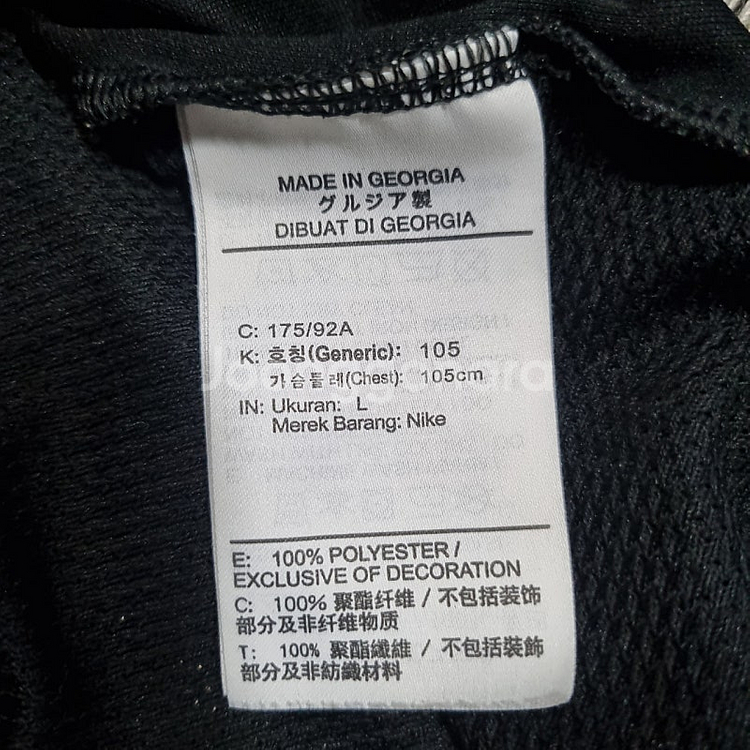 MADE IN GEORGIA
グルジア製
DIBUAT DI GEORGIA
C: 175/92A
K: 호칭(Generic): 105
가슴둘레(Chest): 105cm
IN: Ukuran: L
Merek Barang: Nike
E: 100% POLYESTER /
EXCLUSIVE OF DECORATION
C: 100% 聚酯纤维 / 不包括装饰
部分及非纤维物质
T: 100% 聚酯纖維 / 不包括裝飾
部分及非紡織材料